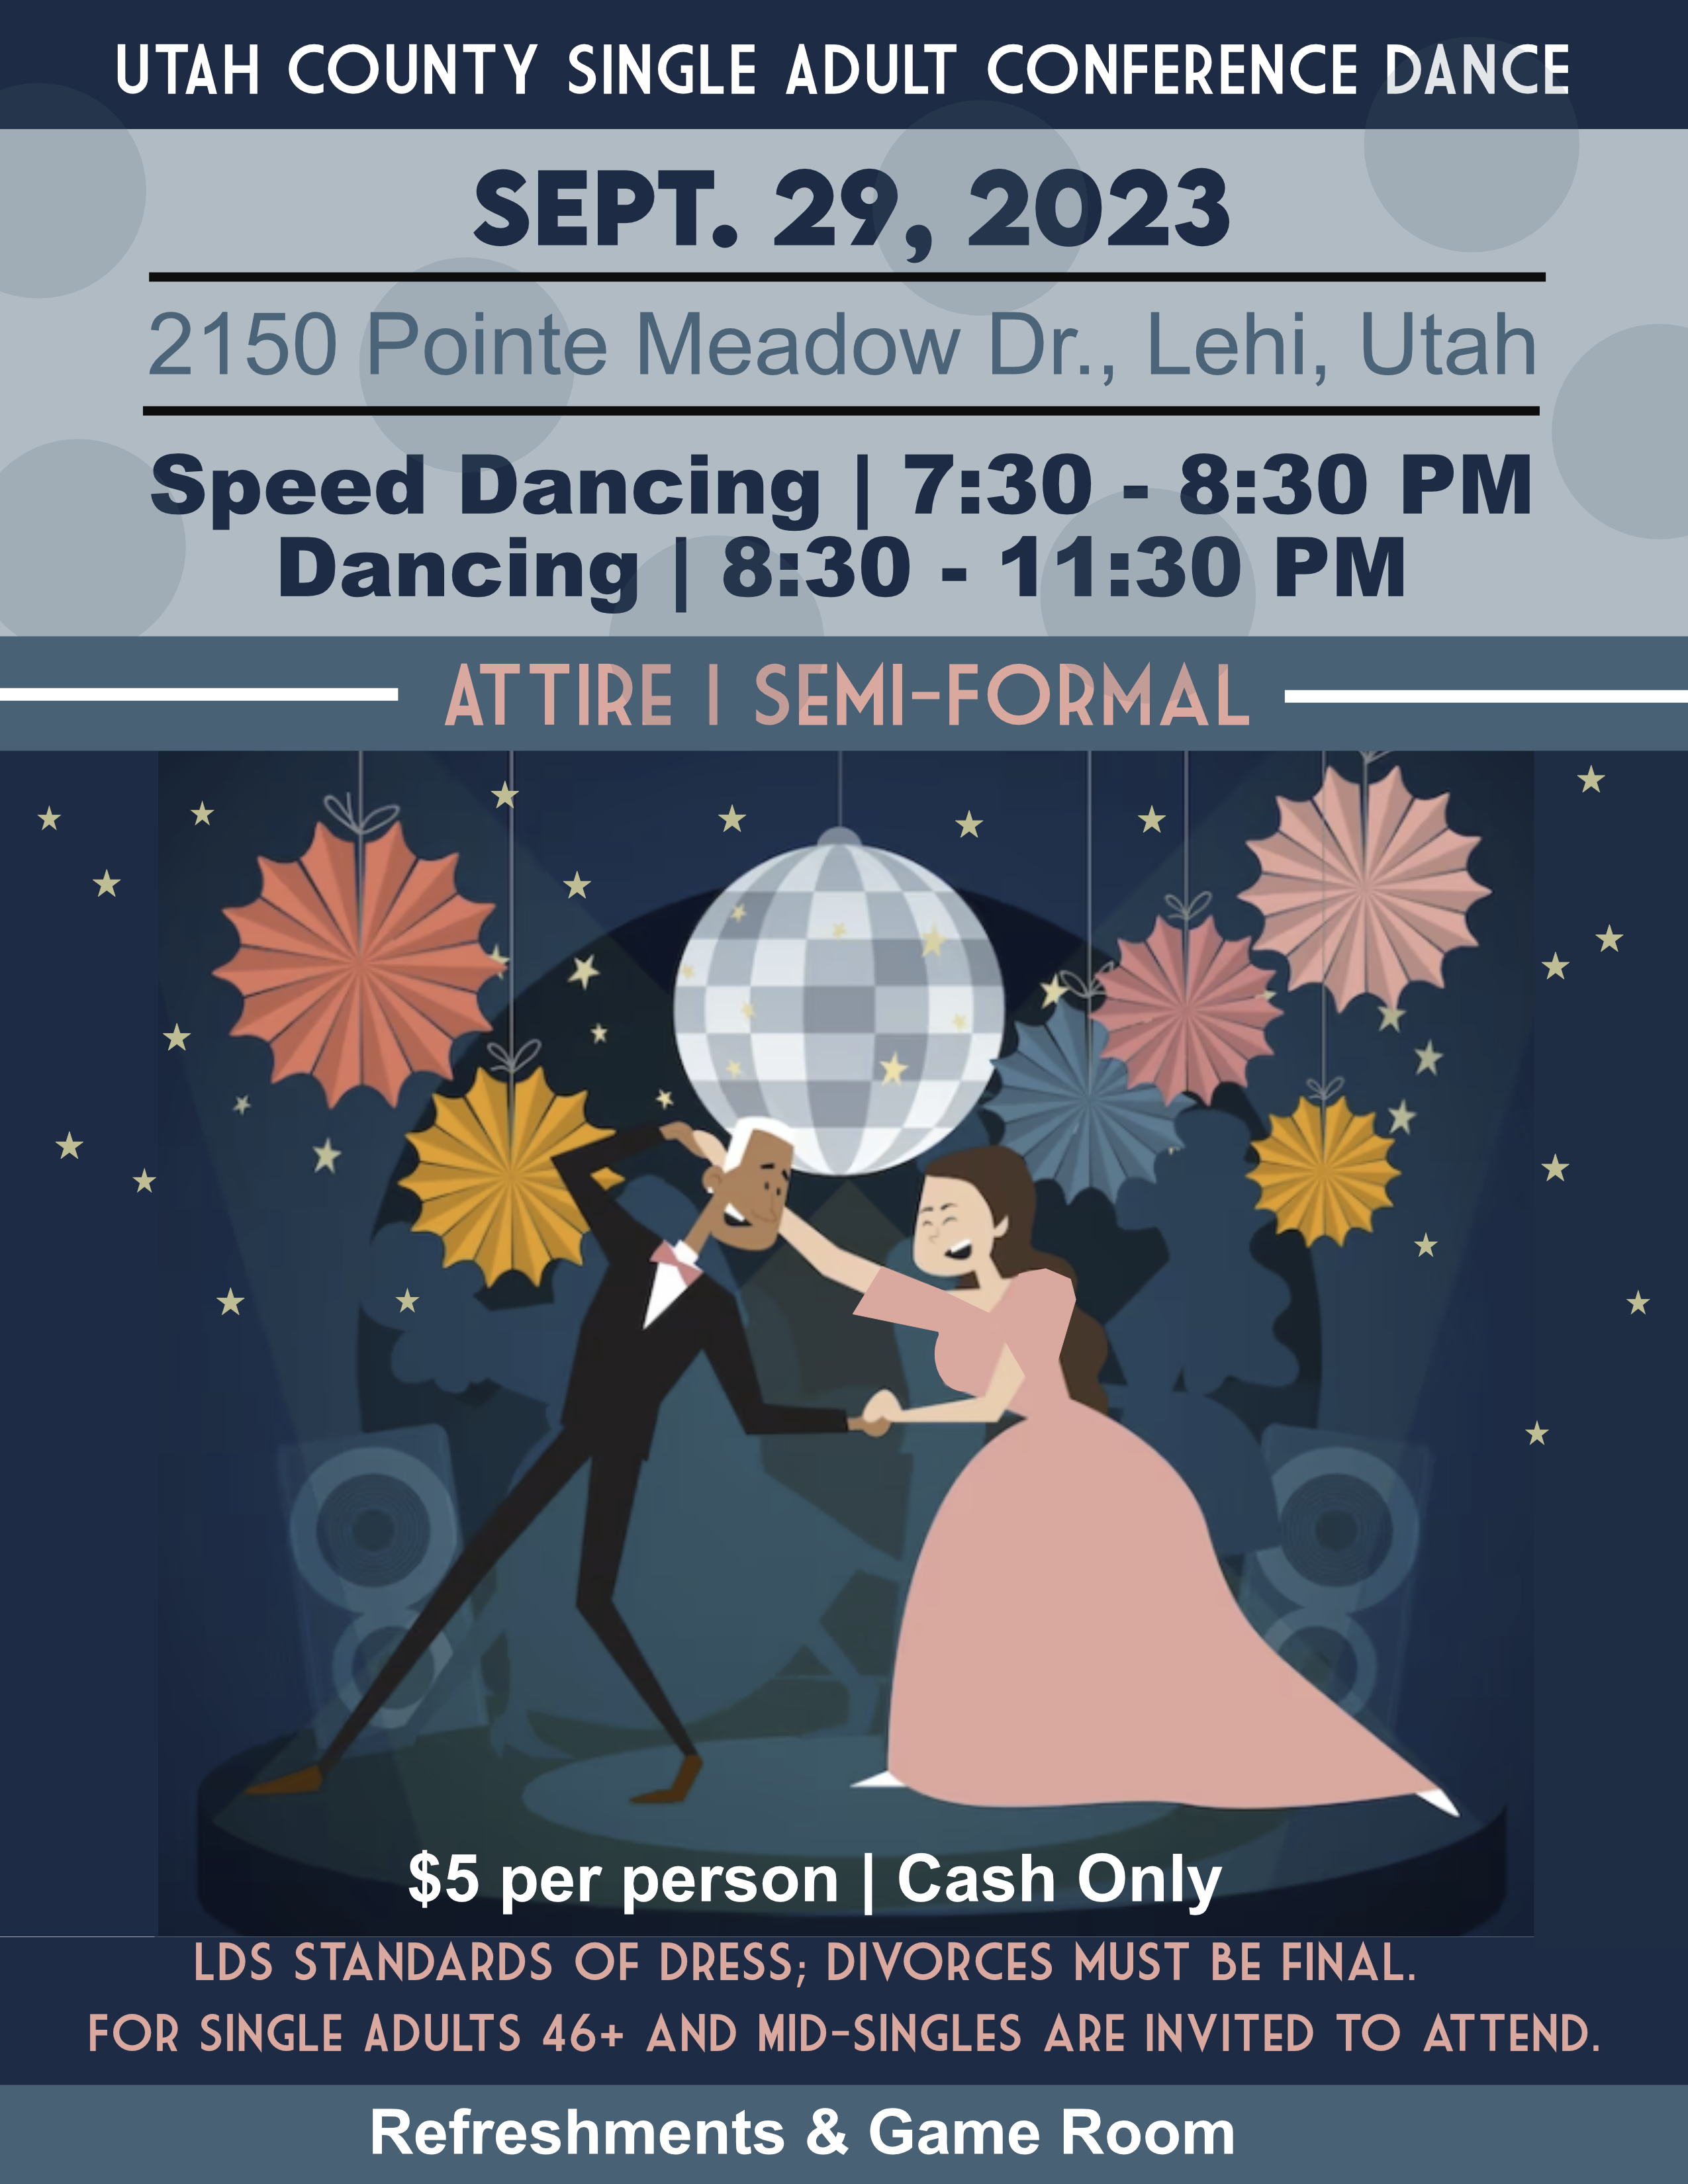 UTAH COUNTY SINGLE ADULT CONFERENCE DANCE
SEPT. 29, 2023
2150 Pointe Meadow Dr., Lehi, Utah
Speed Dancing | 7:30 - 8:30 PM
Dancing | 8:30 - 11:30 PM
ATTIRE | SEMI-FORMAL
$5 per person | Cash Only
LDS STANDARDS OF DRESS; DIVORCES MUST BE FINAL.
FOR SINGLE ADULTS 46+ AND MID-SINGLES ARE INVITED TO ATTEND.
Refreshments & Game Room